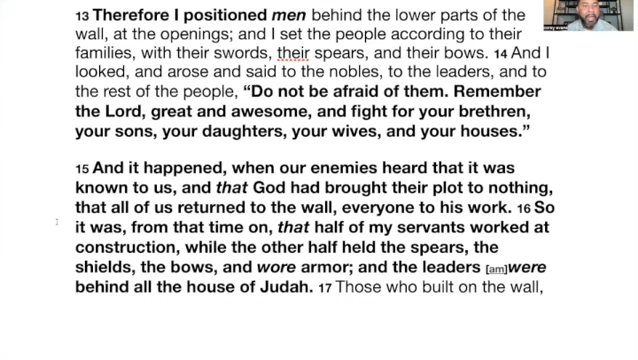 13 Therefore I positioned men behind the lower parts of the
wall, at the openings; and I set the people according to their
families, with their swords, their spears, and their bows. 14 And I
looked, and arose and said to the nobles, to the leaders, and to
the rest of the people, “Do not be afraid of them. Remember
the Lord, great and awesome, and fight for your brethren,
your sons, your daughters, your wives, and your houses.”
15 And it happened, when our enemies heard that it was
known to us, and that God had brought their plot to nothing,
that all of us returned to the wall, everyone to his work. 16 So
it was, from that time on, that half of my servants worked at
construction, while the other half held the spears, the
shields, the bows, and wore armor; and the leaders [am]were
behind all the house of Judah. 17 Those who built on the wall,